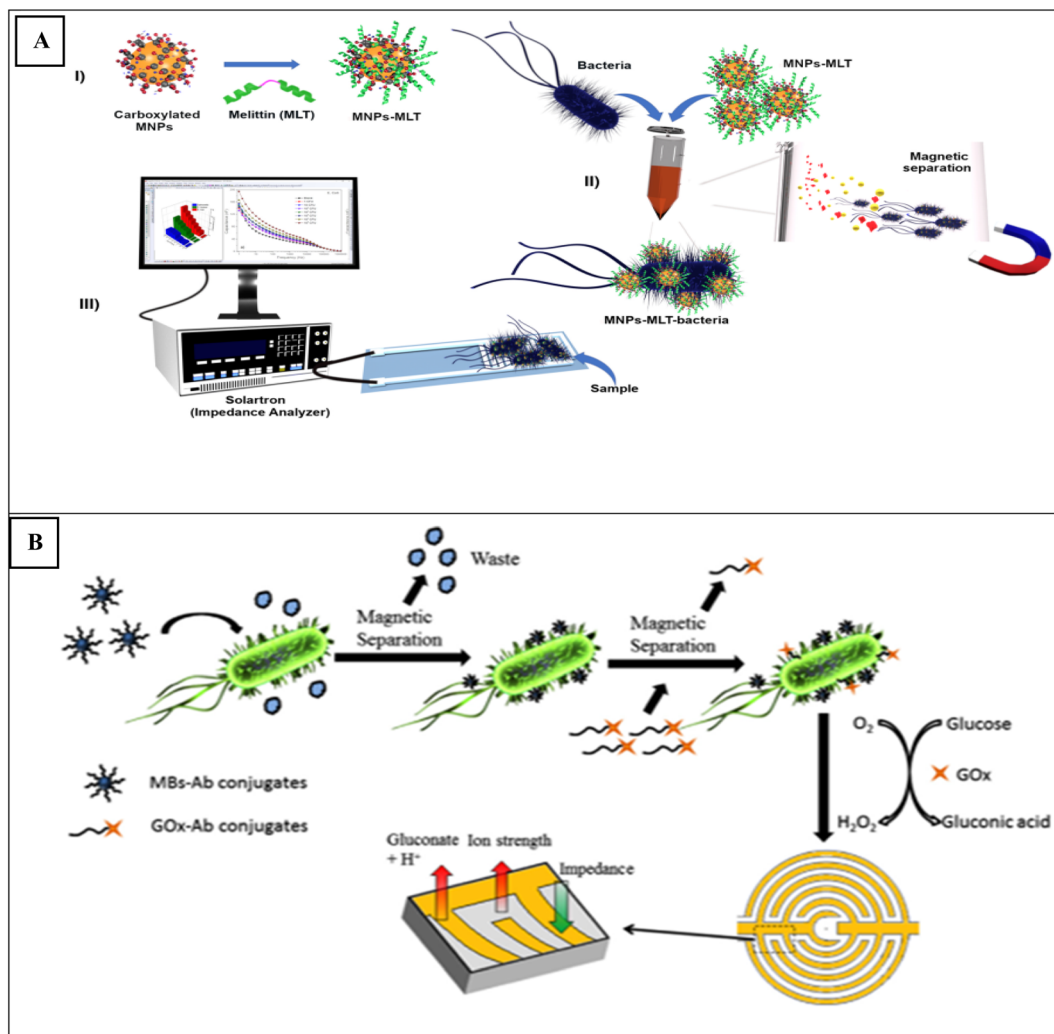 A
I)
Carboxylated
MNPs
Melittin (MLT)
MNPs-MLT
Bacteria
MNPs-MLT
II)
Magnetic
separation
MNPs-MLT-bacteria
III)
Solartron
(Impedance Analyzer)
Sample
B
Waste
Magnetic
Separation
Magnetic
Separation
MBs-Ab conjugates
GOx-Ab conjugates
O₂
Glucose
GOx
H₂O₂
Gluconic acid
Gluconate
+ H⁺
Ion strength
Impedance